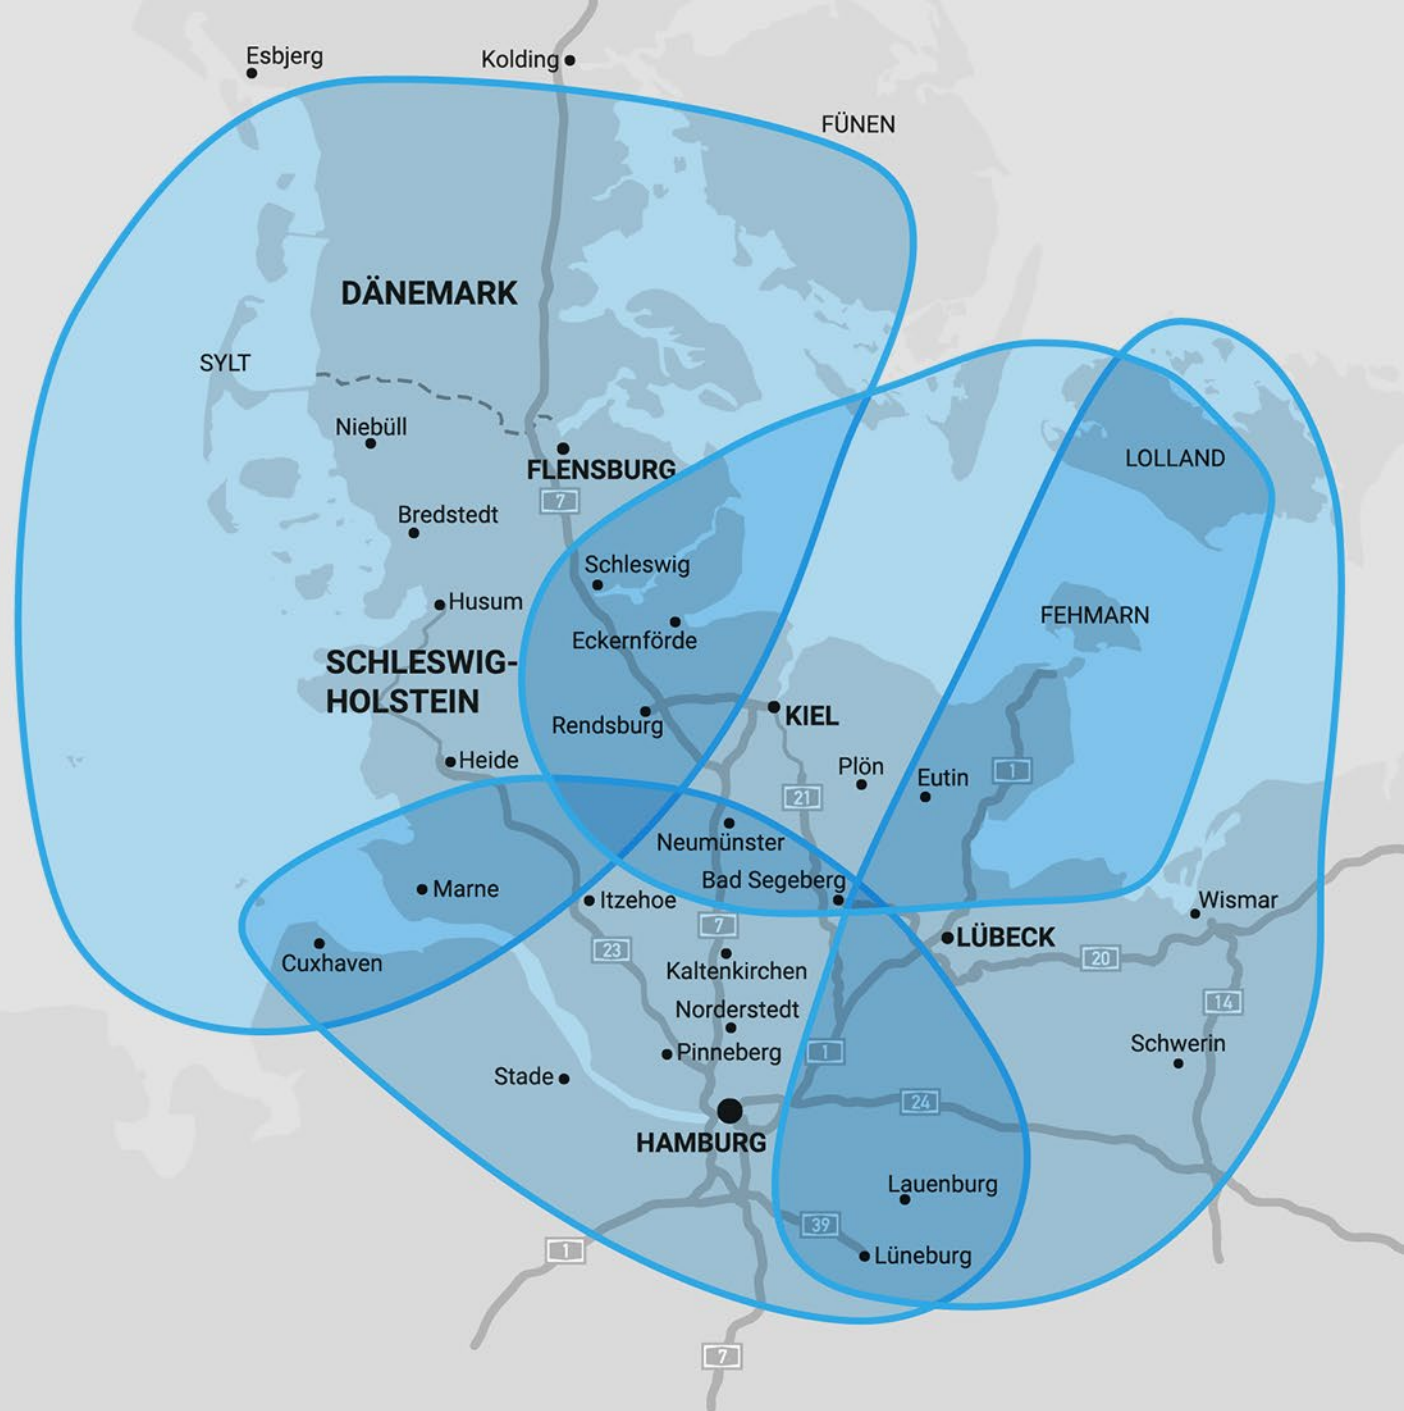 Esbjerg
Kolding
FÜNEN
DÄNEMARK
SYLT
Niebüll
FLENSBURG
7
LOLLAND
Bredstedt
Schleswig
Husum
FEHMARN
Eckernförde
SCHLESWIG-
HOLSTEIN
Rendsburg
KIEL
Heide
Plön
Eutin
1
21
Neumünster
Bad Segeberg
Marne
Itzehoe
Wismar
7
LÜBECK
23
20
Cuxhaven
Kaltenkirchen
14
Norderstedt
Schwerin
Pinneberg
1
Stade
24
HAMBURG
Lauenburg
39
1
Lüneburg
7